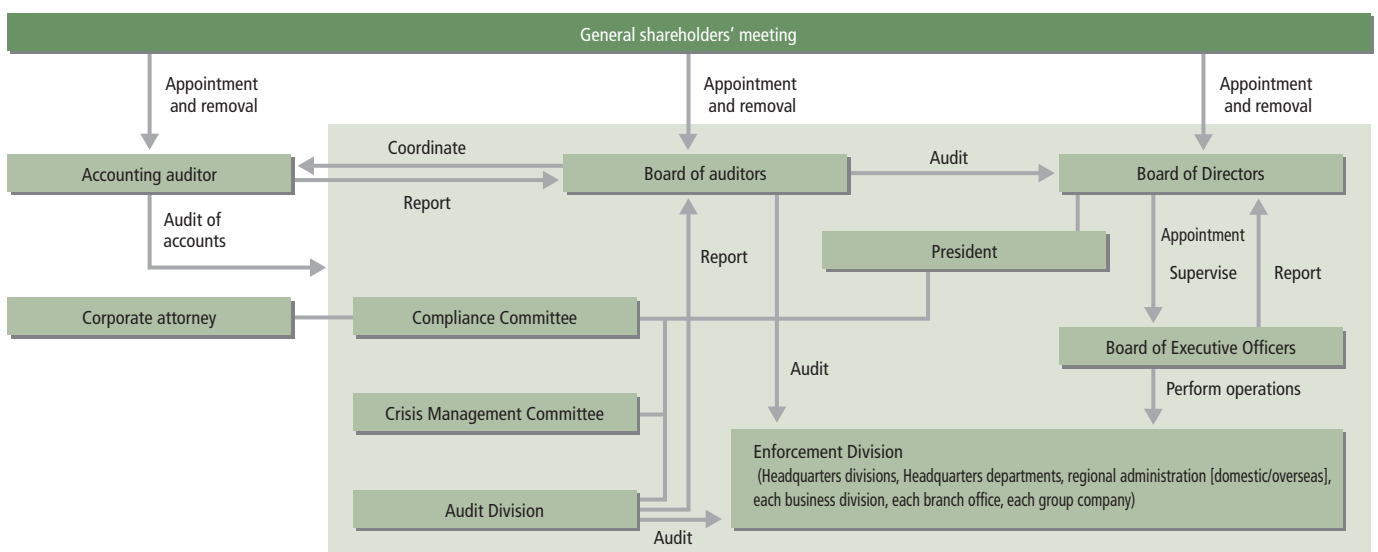 General shareholders’ meeting
Appointment
and removal
Appointment
and removal
Appointment
and removal
Accounting auditor
Coordinate
Report
Board of auditors
Audit
Board of Directors
Audit of
accounts
Report
President
Appointment
Supervise
Report
Corporate attorney
Compliance Committee
Board of Executive Officers
Audit
Perform operations
Crisis Management Committee
Enforcement Division
(Headquarters divisions, Headquarters departments, regional administration [domestic/overseas],
each business division, each branch office, each group company)
Audit Division
Audit